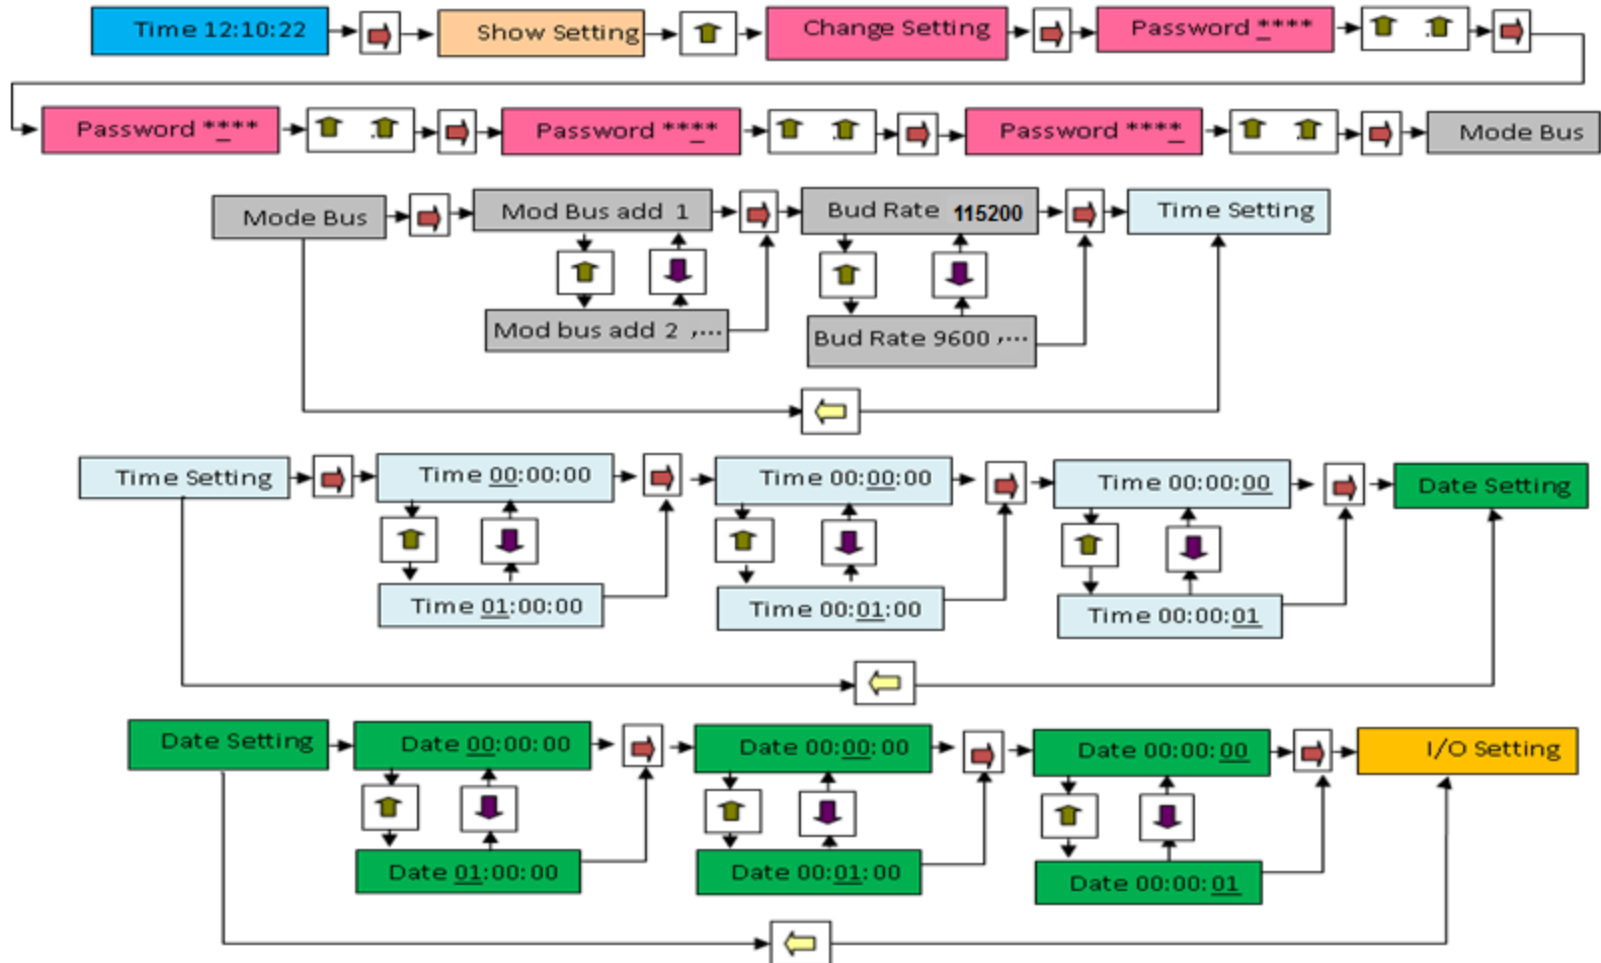 Time 12:10:22 Show Setting Change Setting Password ****
Password **** Password **** Password **** Mode Bus
Mode Bus Mod Bus add 1 Bud Rate 115200 Time Setting
Mod bus add 2 ,.... Bud Rate 9600 ,....
Time Setting Time 00:00:00 Time 00:00:00 Time 00:00:00 Date Setting
Time 01:00:00 Time 00:01:00 Time 00:00:01
Date Setting Date 00:00:00 Date 00:00:00 Date 00:00:00 I/O Setting
Date 01:00:00 Date 00:01:00 Date 00:00:01